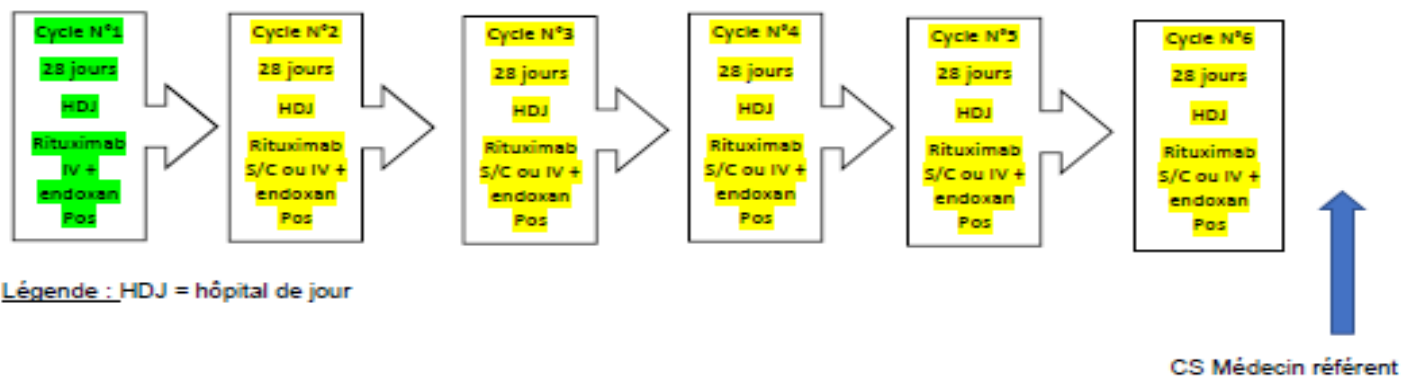 Cycle N°1
28 jours
HDJ
Rituximab
IV +
endoxan
Pos
Cycle N°2
28 jours
HDJ
Rituximab
S/C ou IV +
endoxan
Pos
Cycle N°3
28 jours
HDJ
Rituximab
S/C ou IV +
endoxan
Pos
Cycle N°4
28 jours
HDJ
Rituximab
S/C ou IV +
endoxan
Pos
Cycle N°5
28 jours
HDJ
Rituximab
S/C ou IV +
endoxan
Pos
Cycle N°6
28 jours
HDJ
Rituximab
S/C ou IV +
endoxan
Pos
Légende : HDJ = hôpital de jour
CS Médecin référent